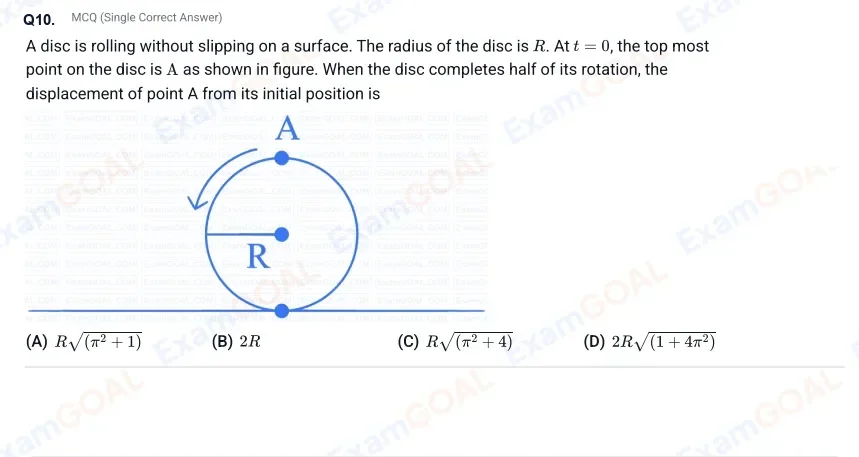 Q10. MCQ (Single Correct Answer)
A disc is rolling without slipping on a surface. The radius of the disc is R. At t = 0, the top most
point on the disc is A as shown in figure. When the disc completes half of its rotation, the
displacement of point A from its initial position is
A
R
(A) R√(π² + 1) (B) 2R (C) R√(π² + 4) (D) 2R√(1 + 4π²)
ExamGOAL